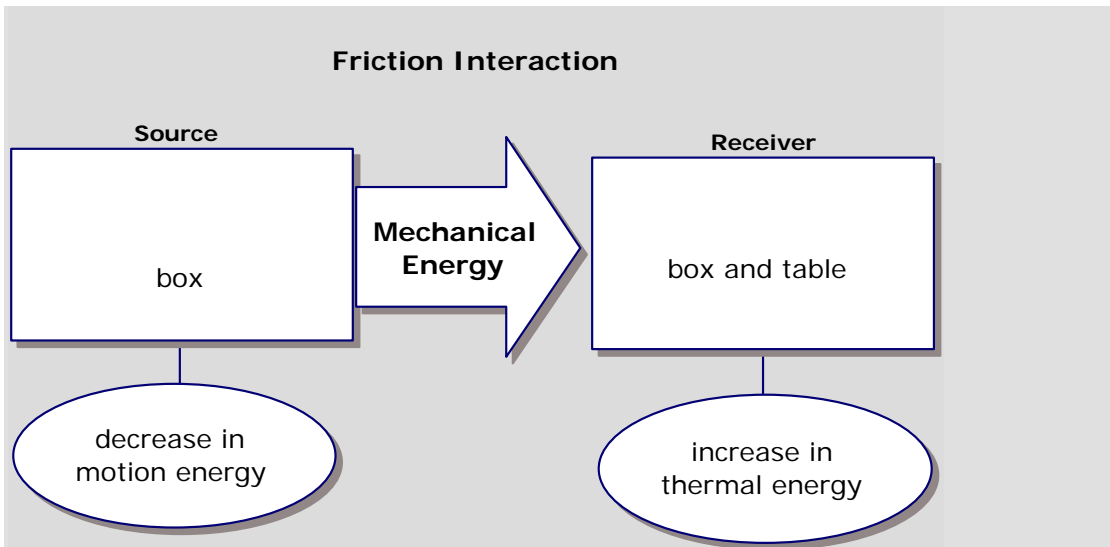 Friction Interaction
Source
Receiver
box
Mechanical
Energy
box and table
decrease in
motion energy
increase in
thermal energy